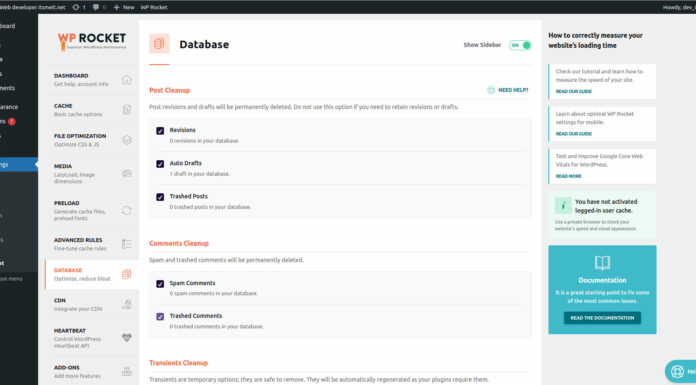 Web developer itsmeit.net 1 0 New WP Rocket Howdy, dev_i
board
ments
arance
ns 1
ngs
ts
ot
ose menu
WP ROCKET
Superior WordPress Performance
DASHBOARD
Get help, account info
CACHE
Basic cache options
FILE OPTIMIZATION
Optimize CSS & JS
MEDIA
LazyLoad, image
dimensions
PRELOAD
Generate cache files,
preload fonts
ADVANCED RULES
Fine-tune cache rules
DATABASE
Optimize, reduce bloat
CDN
Integrate your CDN
HEARTBEAT
Control WordPress
Heartbeat API
ADD-ONS
Add more features
Database
Show Sidebar ON
Post Cleanup
NEED HELP?
Post revisions and drafts will be permanently deleted. Do not use this option if you need to retain revisions or drafts.
Revisions
0 revisions in your database.
Auto Drafts
1 draft in your database.
Trashed Posts
0 trashed posts in your database.
Comments Cleanup
Spam and trashed comments will be permanently deleted.
Spam Comments
0 spam comments in your database.
Trashed Comments
0 trashed comments in your database.
Transients Cleanup
Transients are temporary options; they are safe to remove. They will be automatically regenerated as your plugins require them.
How to correctly measure your
website's loading time
Check our tutorial and learn how to
measure the speed of your site.
READ OUR GUIDE
Learn about optimal WP Rocket
settings for mobile.
READ OUR GUIDE
Test and improve Google Core Web
Vitals for WordPress.
READ MORE
You have not activated
logged-in user cache.
Use a private browser to check your
website's speed and visual appearance.
Documentation
It is a great starting point to fix some
of the most common issues.
READ THE DOCUMENTATION
He